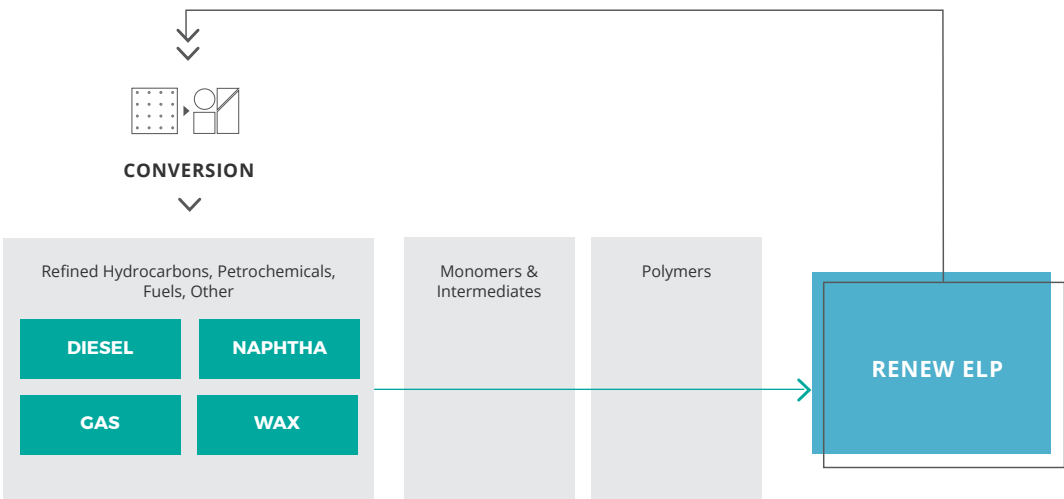 CONVERSION
Refined Hydrocarbons, Petrochemicals,
Fuels, Other
DIESEL
NAPHTHA
GAS
WAX
Monomers &
Intermediates
Polymers
RENEW ELP